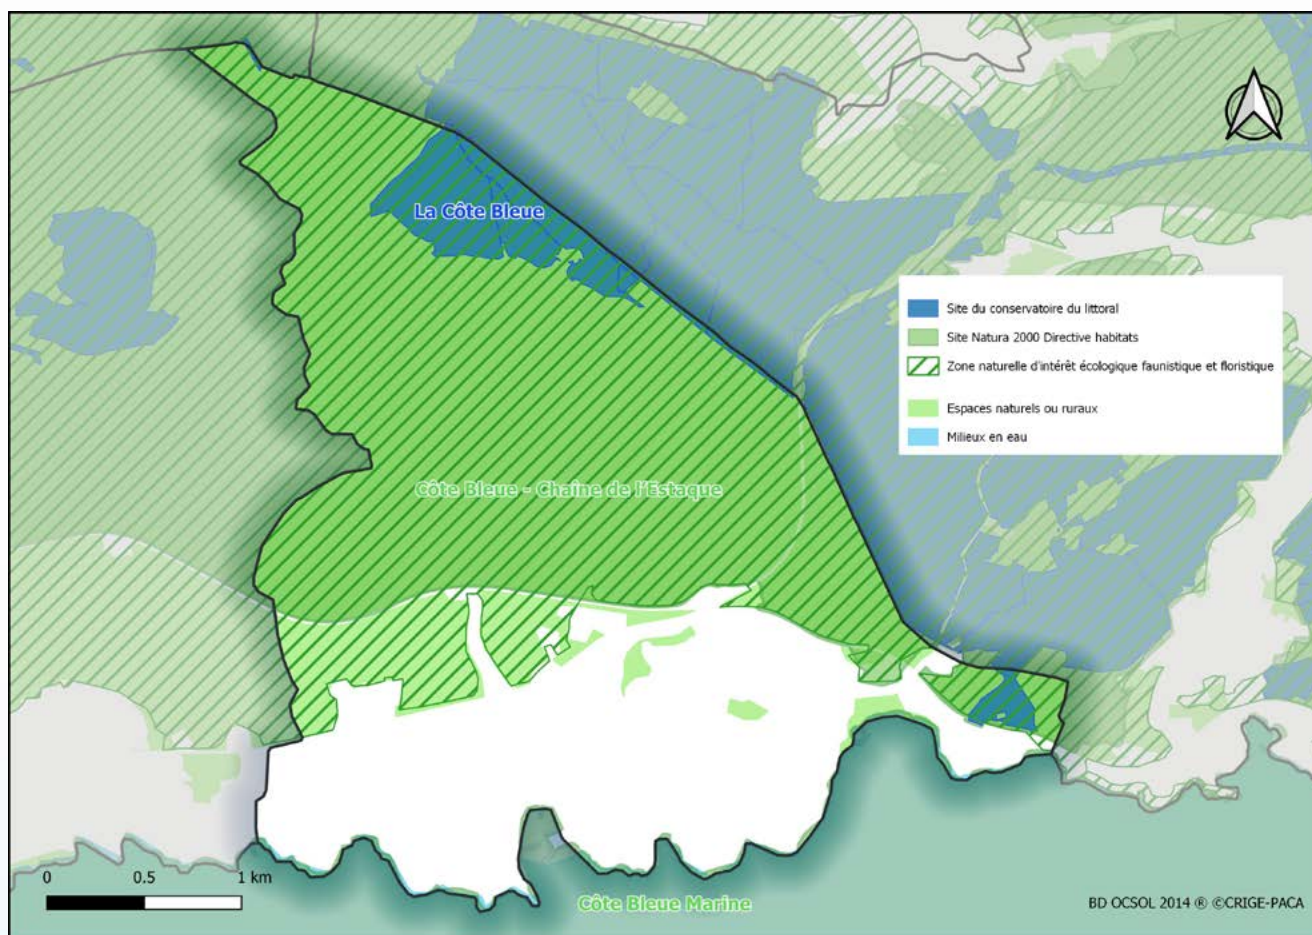 La Côte Bleue
Site du conservatoire du littoral
Site Natura 2000 Directive habitats
Zone naturelle d'intérêt écologique faunistique et floristique
Espaces naturels ou ruraux
Milieux en eau
Côte Bleue - Chaîne de l'Estaque
0 0.5 1 km
Côte Bleue Marine
BD OCSOL 2014 ® ©CRIGE-PACA